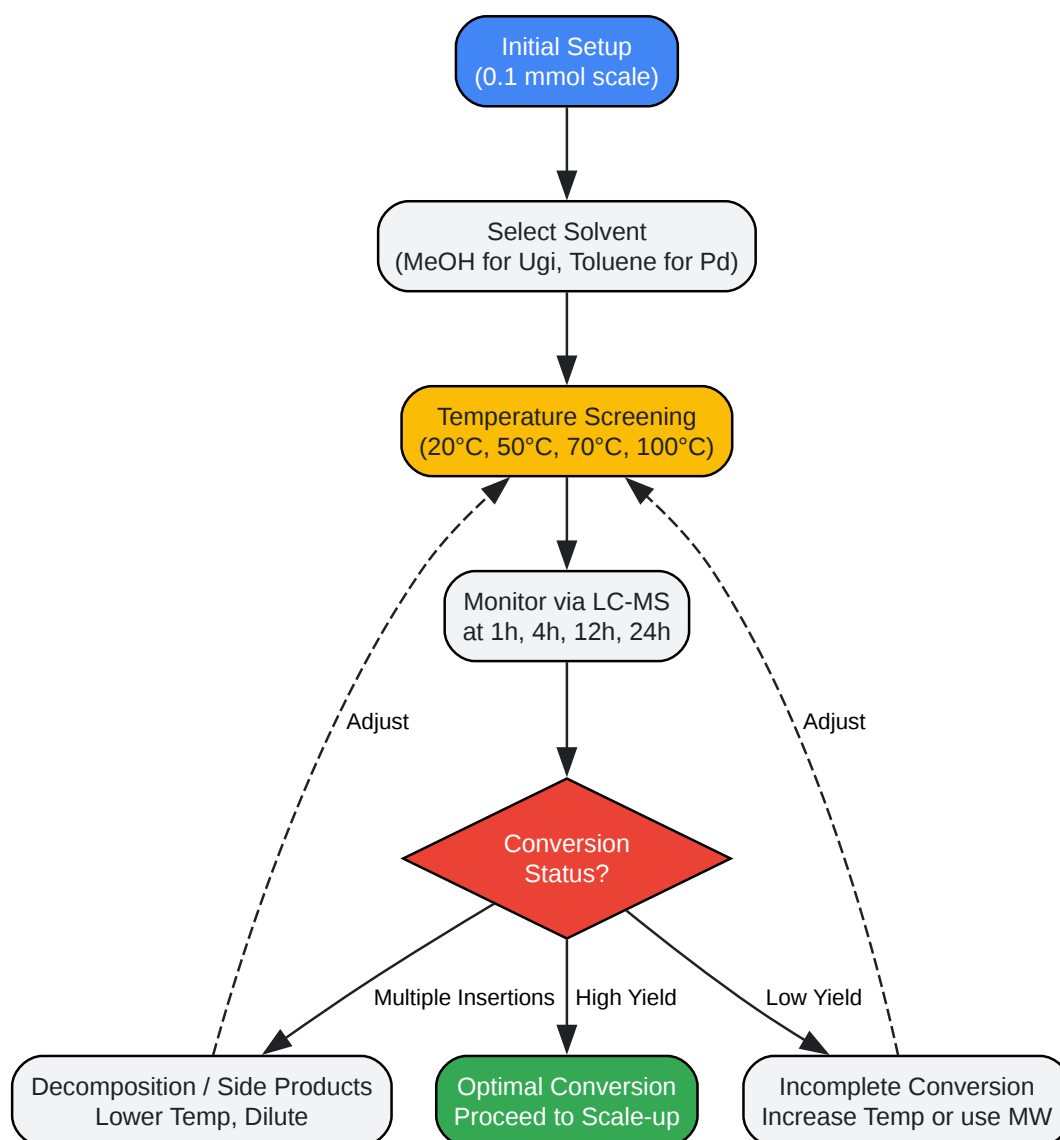 Initial Setup
(0.1 mmol scale)
Select Solvent
(MeOH for Ugi, Toluene for Pd)
Temperature Screening
(20°C, 50°C, 70°C, 100°C)
Monitor via LC-MS
at 1h, 4h, 12h, 24h
Adjust
Adjust
Conversion
Status?
Multiple Insertions
High Yield
Low Yield
Decomposition / Side Products
Lower Temp, Dilute
Optimal Conversion
Proceed to Scale-up
Incomplete Conversion
Increase Temp or use MW